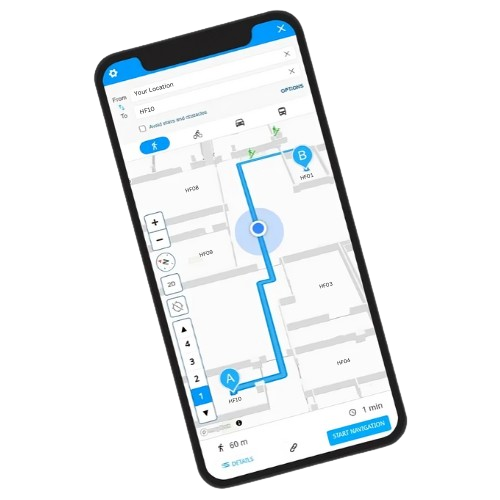 From Your Location
To HF10
OPTIONS
Avoid stairs and obstacles
B
HF01
HF08
+
−
HF03
2D
4
3
2
1
A
HF10
HF04
60 m
1 min
DETAILS
START NAVIGATION